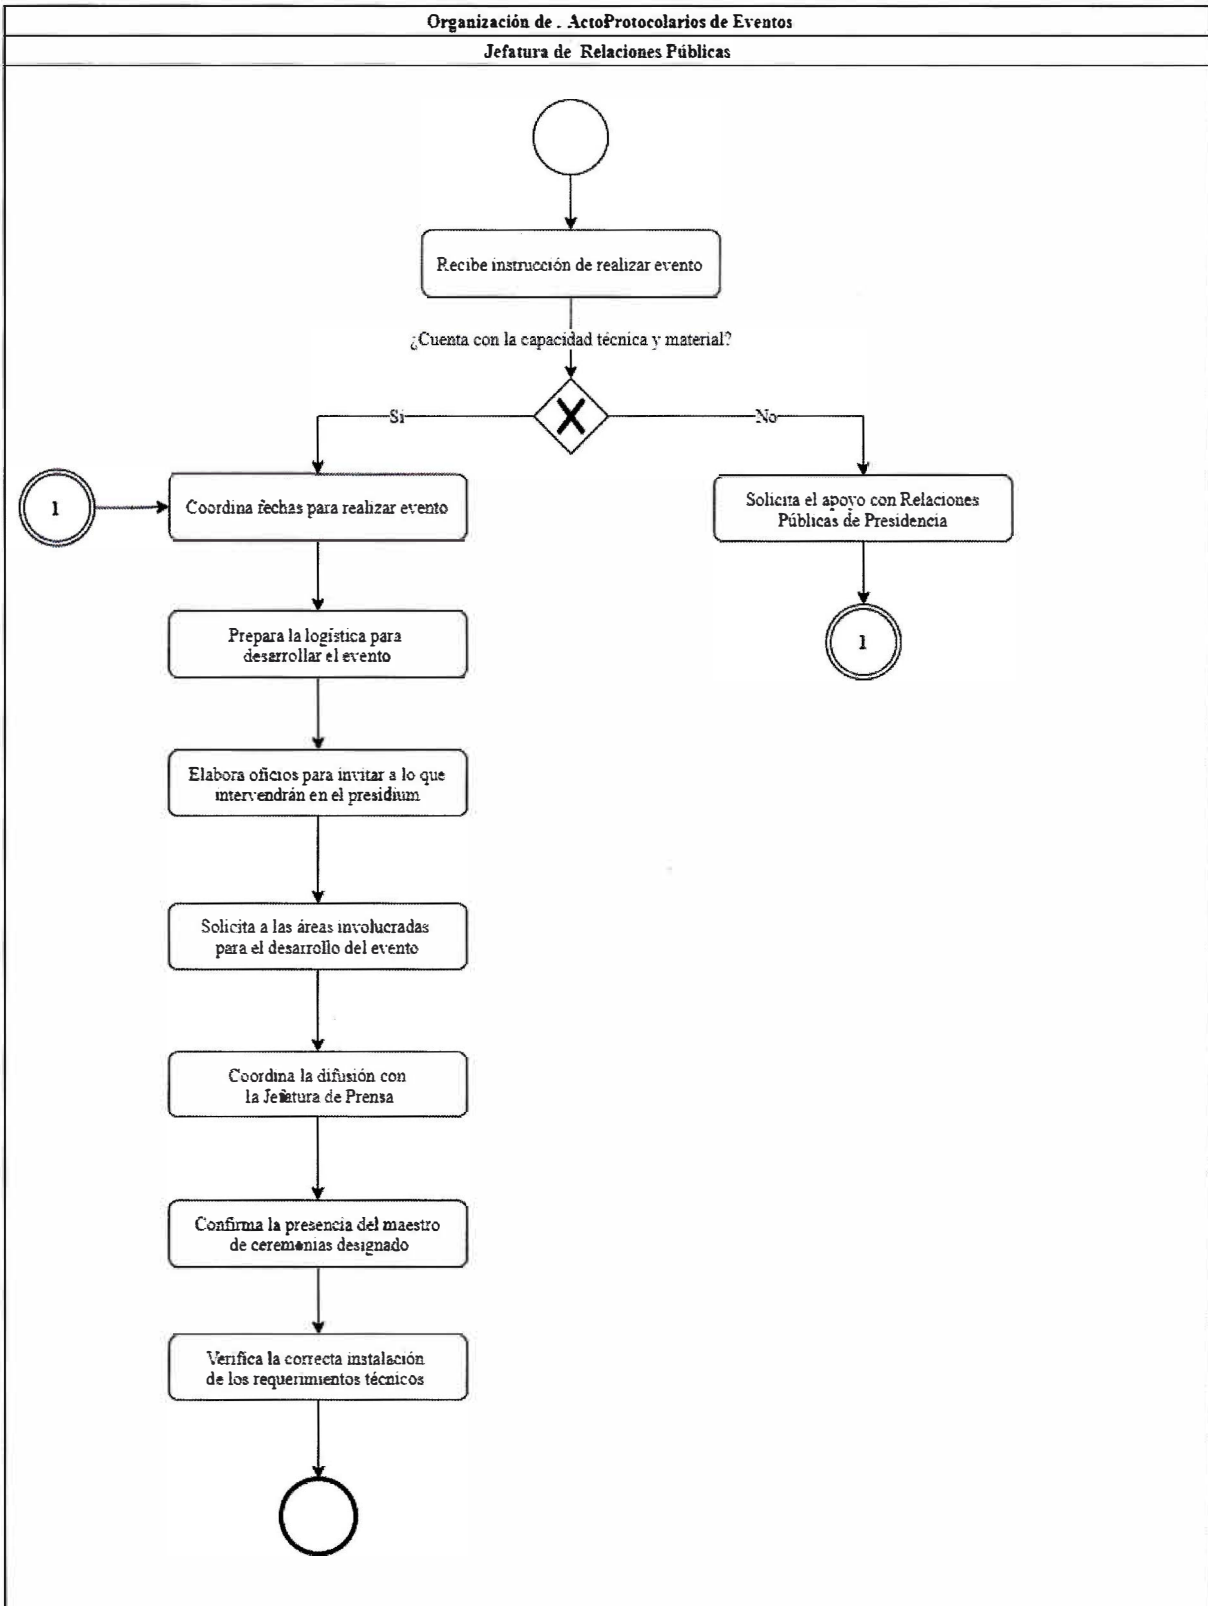 Organización de . ActoProtocolarios de Eventos
Jefatura de Relaciones Públicas
Recibe instrucción de realizar evento
¿Cuenta con la capacidad técnica y material?
Si
No
1
Coordina fechas para realizar evento
Solicita el apoyo con Relaciones
Públicas de Presidencia
Prepara la logística para
desarrollar el evento
1
Elabora oficios para invitar a lo que
intervendrán en el presidium
Solicita a las áreas involucradas
para el desarrollo del evento
Coordina la difusión con
la Jefatura de Prensa
Confirma la presencia del maestro
de ceremonias designado
Verifica la correcta instalación
de los requerimientos técnicos